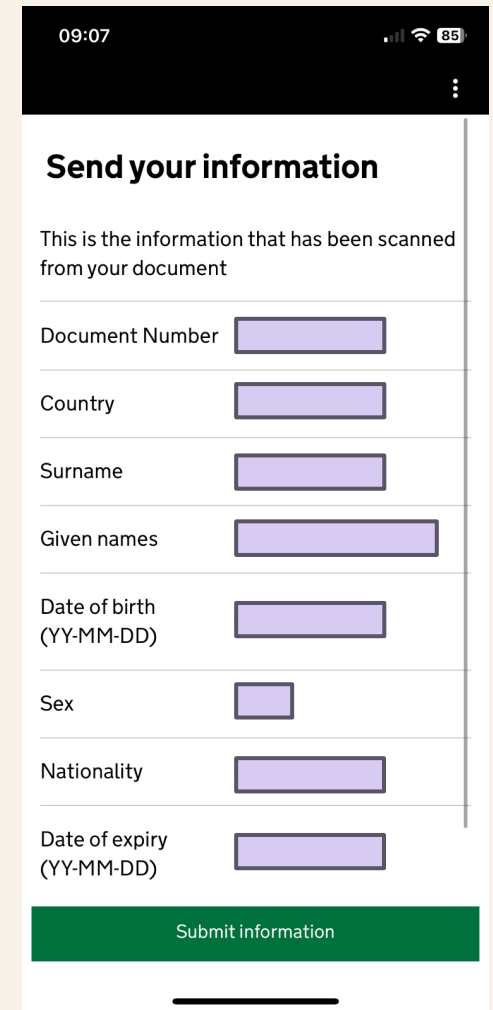 09:07
85
Send your information
This is the information that has been scanned
from your document
Document Number
Country
Surname
Given names
Date of birth
(YY-MM-DD)
Sex
Nationality
Date of expiry
(YY-MM-DD)
Submit information